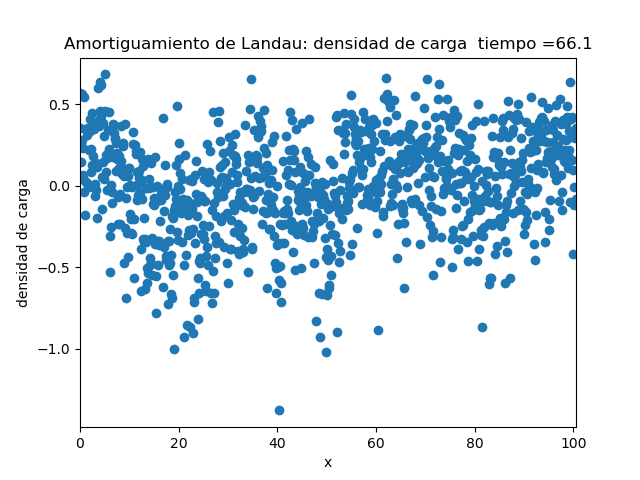 Amortiguamiento de Landau: densidad de carga  tiempo =66.1
densidad de carga
0.5
0.0
−0.5
−1.0
0 20 40 60 80 100
x